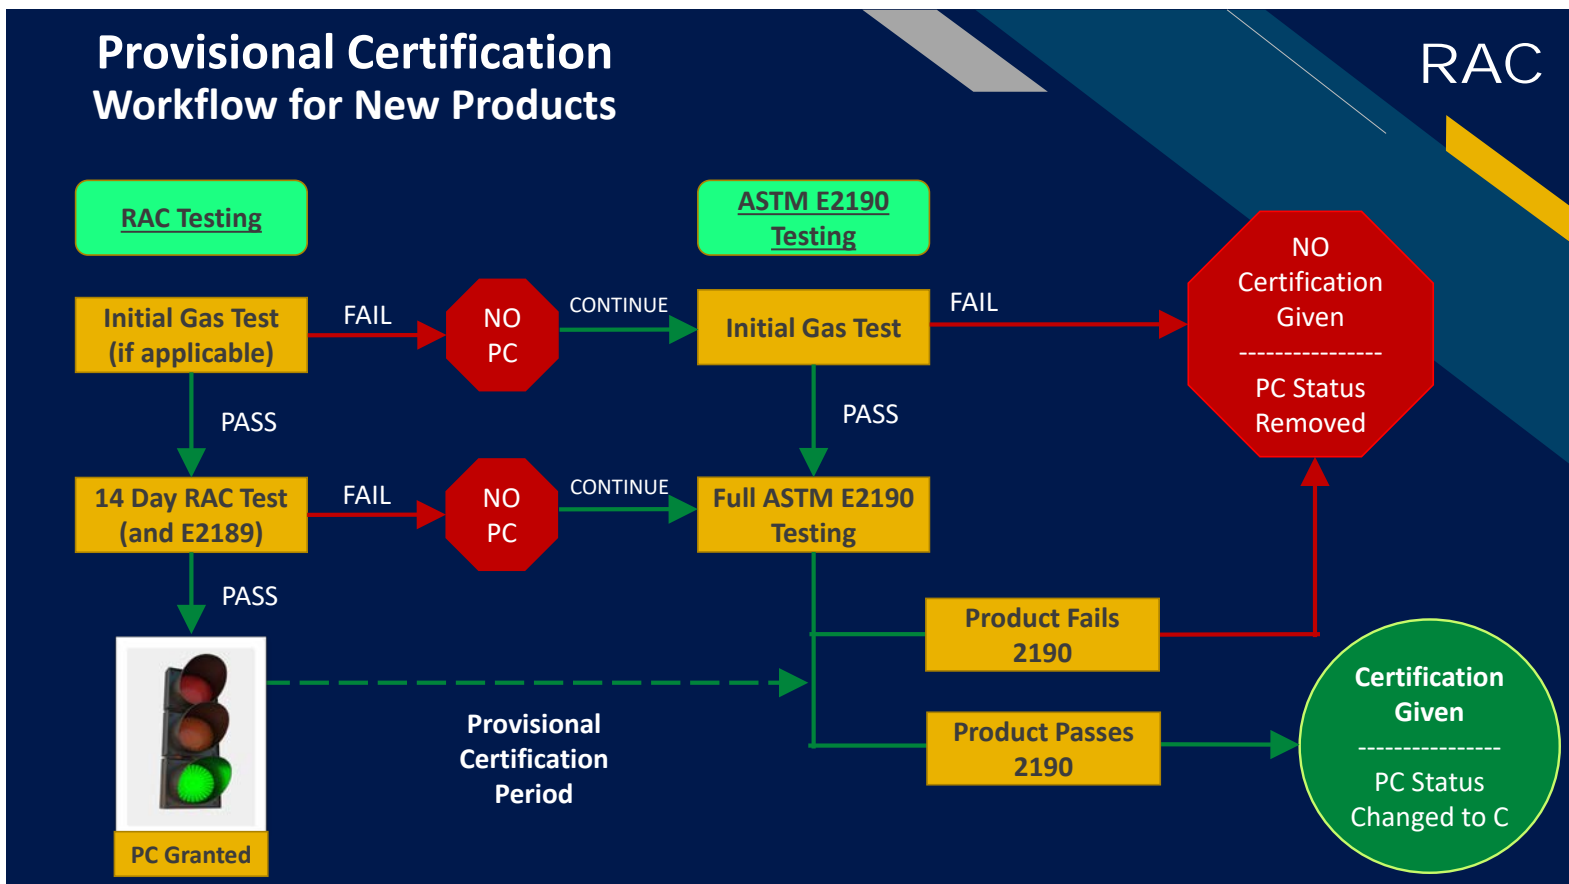 Provisional Certification
Workflow for New Products
RAC
RAC Testing
ASTM E2190
Testing
NO
Certification
Given
----------------
PC Status
Removed
Initial Gas Test
(if applicable)
FAIL
NO
PC
CONTINUE
Initial Gas Test
FAIL
PASS
PASS
14 Day RAC Test
(and E2189)
FAIL
NO
PC
CONTINUE
Full ASTM E2190
Testing
PASS
Product Fails
2190
Provisional
Certification
Period
Product Passes
2190
Certification
Given
----------------
PC Status
Changed to C
PC Granted